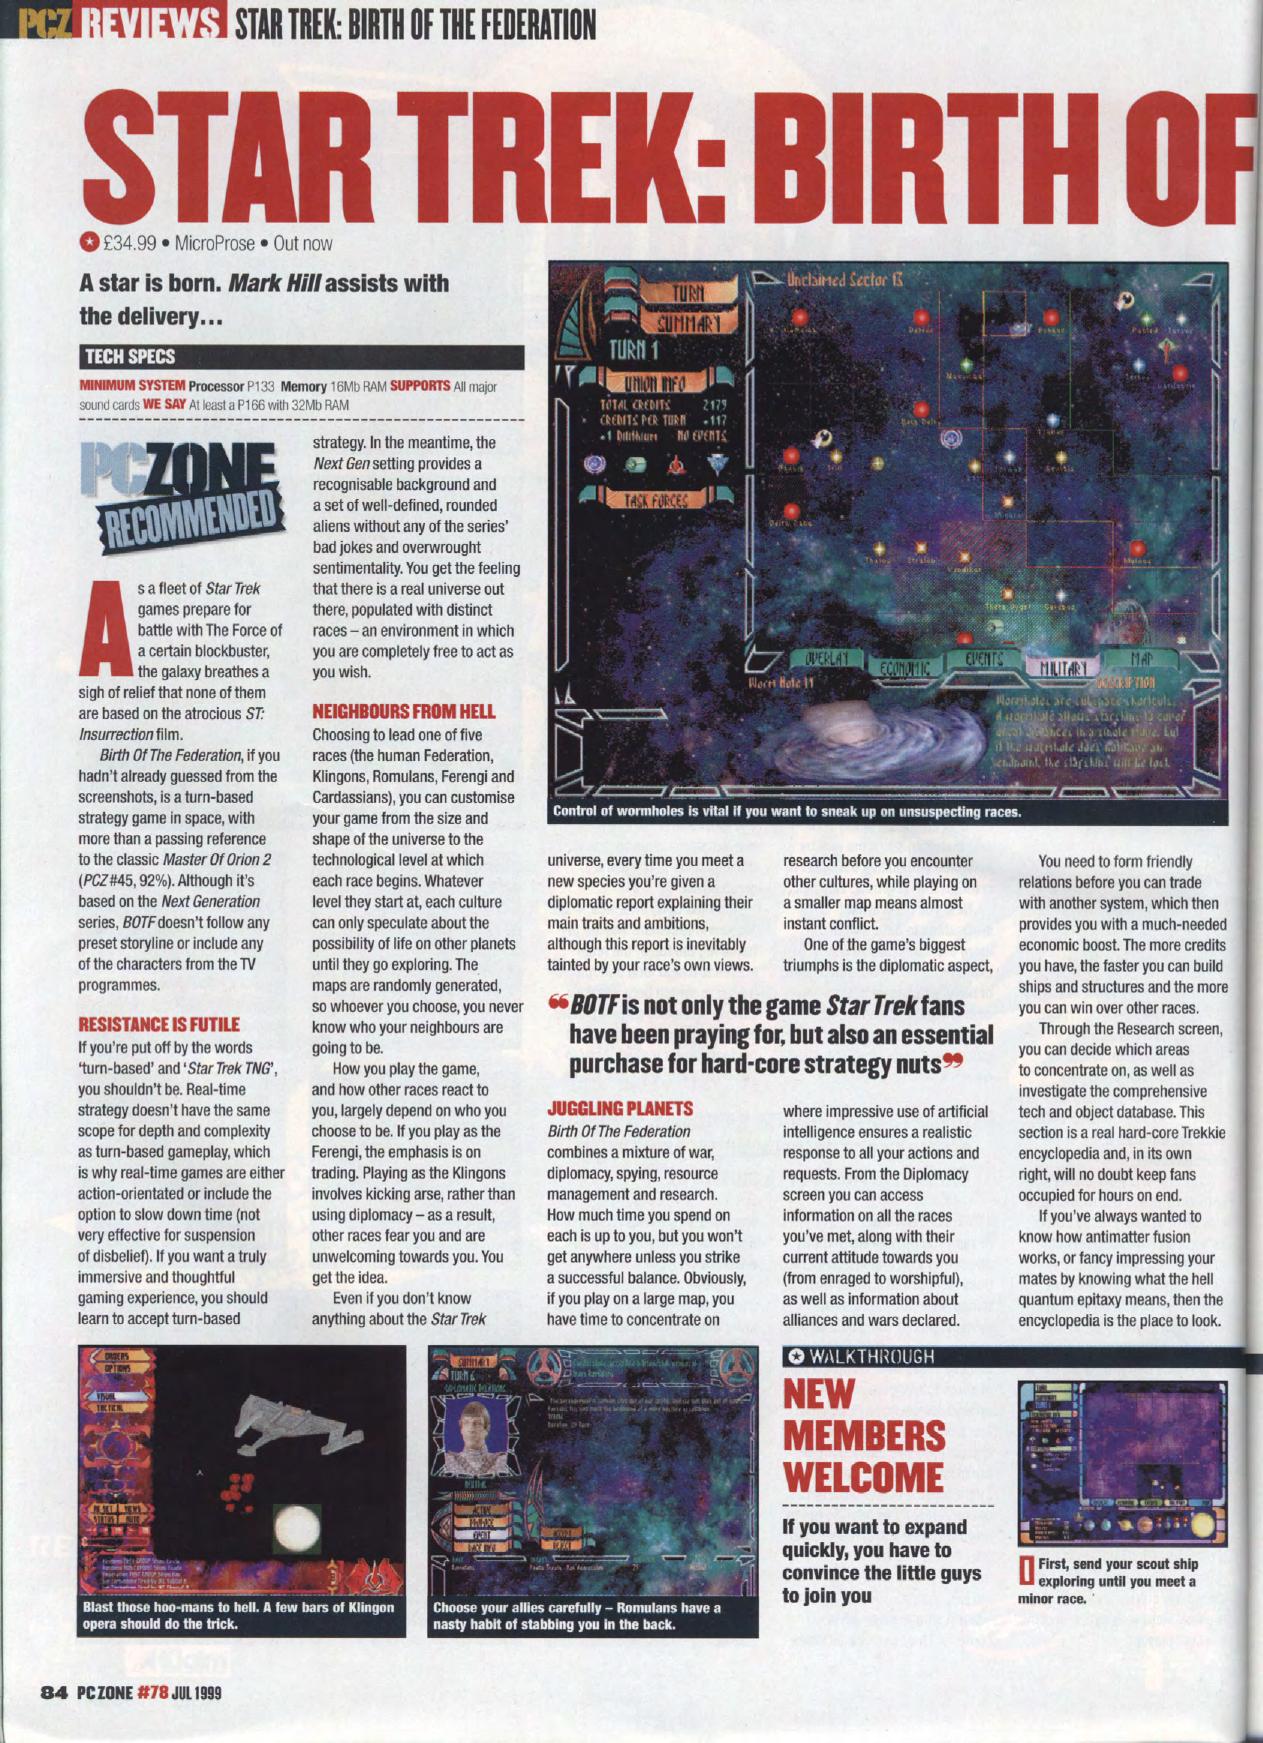 PCZ REVIEWS STAR TREK: BIRTH OF THE FEDERATION
STAR TREK: BIRTH OF
£34.99 • MicroProse • Out now
A star is born. Mark Hill assists with
the delivery...
TECH SPECS
MINIMUM SYSTEM Processor P133 Memory 16Mb RAM SUPPORTS All major
sound cards WE SAY At least a P166 with 32Mb RAM
PCZONE
RECOMMENDED
As a fleet of Star Trek
games prepare for
battle with The Force of
a certain blockbuster,
the galaxy breathes a
sigh of relief that none of them
are based on the atrocious ST:
Insurrection film.
Birth Of The Federation, if you
hadn't already guessed from the
screenshots, is a turn-based
strategy game in space, with
more than a passing reference
to the classic Master Of Orion 2
(PCZ #45, 92%). Although it's
based on the Next Generation
series, BOTF doesn't follow any
preset storyline or include any
of the characters from the TV
programmes.
RESISTANCE IS FUTILE
If you're put off by the words
'turn-based' and 'Star Trek TNG',
you shouldn't be. Real-time
strategy doesn't have the same
scope for depth and complexity
as turn-based gameplay, which
is why real-time games are either
action-orientated or include the
option to slow down time (not
very effective for suspension
of disbelief). If you want a truly
immersive and thoughtful
gaming experience, you should
learn to accept turn-based
strategy. In the meantime, the
Next Gen setting provides a
recognisable background and
a set of well-defined, rounded
aliens without any of the series'
bad jokes and overwrought
sentimentality. You get the feeling
that there is a real universe out
there, populated with distinct
races – an environment in which
you are completely free to act as
you wish.
NEIGHBOURS FROM HELL
Choosing to lead one of five
races (the human Federation,
Klingons, Romulans, Ferengi and
Cardassians), you can customise
your game from the size and
shape of the universe to the
technological level at which
each race begins. Whatever
level they start at, each culture
can only speculate about the
possibility of life on other planets
until they go exploring. The
maps are randomly generated,
so whoever you choose, you never
know who your neighbours are
going to be.
How you play the game,
and how other races react to
you, largely depend on who you
choose to be. If you play as the
Ferengi, the emphasis is on
trading. Playing as the Klingons
involves kicking arse, rather than
using diplomacy – as a result,
other races fear you and are
unwelcoming towards you. You
get the idea.
Even if you don't know
anything about the Star Trek
Unclaimed Sector 13
TURN
SUMMARY
TURN 1
UNION INFO
TOTAL CREDITS 2179
CREDITS PER TURN +117
+1 Dilithium NO EVENTS
TASK FORCES
OVERLAY
ECONOMIC
EVENTS
MILITARY
MAP
Worm Hole 11
DESCRIPTION
Control of wormholes is vital if you want to sneak up on unsuspecting races.
universe, every time you meet a
new species you're given a
diplomatic report explaining their
main traits and ambitions,
although this report is inevitably
tainted by your race's own views.
“BOTF is not only the game Star Trek fans
have been praying for, but also an essential
purchase for hard-core strategy nuts”
JUGGLING PLANETS
Birth Of The Federation
combines a mixture of war,
diplomacy, spying, resource
management and research.
How much time you spend on
each is up to you, but you won't
get anywhere unless you strike
a successful balance. Obviously,
if you play on a large map, you
have time to concentrate on
research before you encounter
other cultures, while playing on
a smaller map means almost
instant conflict.
One of the game's biggest
triumphs is the diplomatic aspect,
where impressive use of artificial
intelligence ensures a realistic
response to all your actions and
requests. From the Diplomacy
screen you can access
information on all the races
you've met, along with their
current attitude towards you
(from enraged to worshipful),
as well as information about
alliances and wars declared.
You need to form friendly
relations before you can trade
with another system, which then
provides you with a much-needed
economic boost. The more credits
you have, the faster you can build
ships and structures and the more
you can win over other races.
Through the Research screen,
you can decide which areas
to concentrate on, as well as
investigate the comprehensive
tech and object database. This
section is a real hard-core Trekkie
encyclopedia and, in its own
right, will no doubt keep fans
occupied for hours on end.
If you've always wanted to
know how antimatter fusion
works, or fancy impressing your
mates by knowing what the hell
quantum epitaxy means, then the
encyclopedia is the place to look.
ORDERS
OPTIONS
VISUAL
TACTICAL
Blast those hoo-mans to hell. A few bars of Klingon
opera should do the trick.
SUMMARY
TURN
Choose your allies carefully – Romulans have a
nasty habit of stabbing you in the back.
WALKTHROUGH
NEW
MEMBERS
WELCOME
If you want to expand
quickly, you have to
convince the little guys
to join you
First, send your scout ship
exploring until you meet a
minor race.
84 PC ZONE #78 JUL 1999